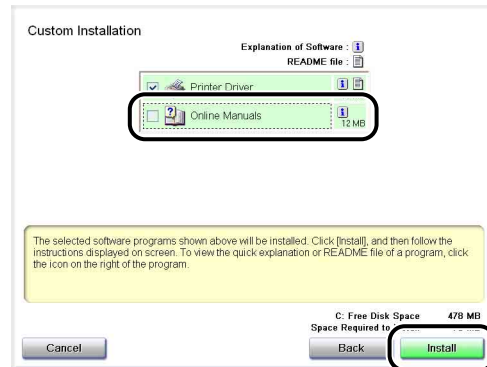 Custom Installation
Explanation of Software :
README file :
Printer Driver
Online Manuals
12 MB
The selected software programs shown above will be installed. Click [Install], and then follow the
instructions displayed on screen. To view the quick explanation or README file of a program, click
the icon on the right of the program.
C: Free Disk Space 478 MB
Space Required to
Cancel
Back
Install